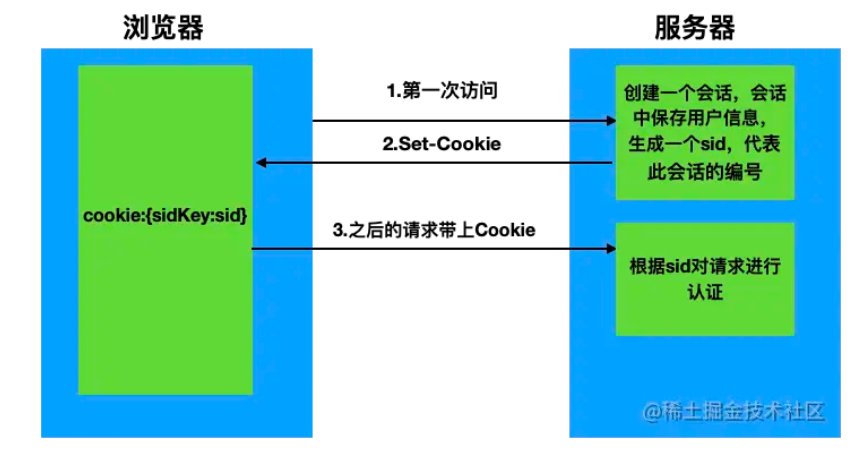 浏览器
服务器
1.第一次访问
创建一个会话，会话
中保存用户信息，
生成一个sid，代表
此会话的编号
2.Set-Cookie
cookie:{sidKey:sid}
3.之后的请求带上Cookie
根据sid对请求进行
认证
@稀土掘金技术社区